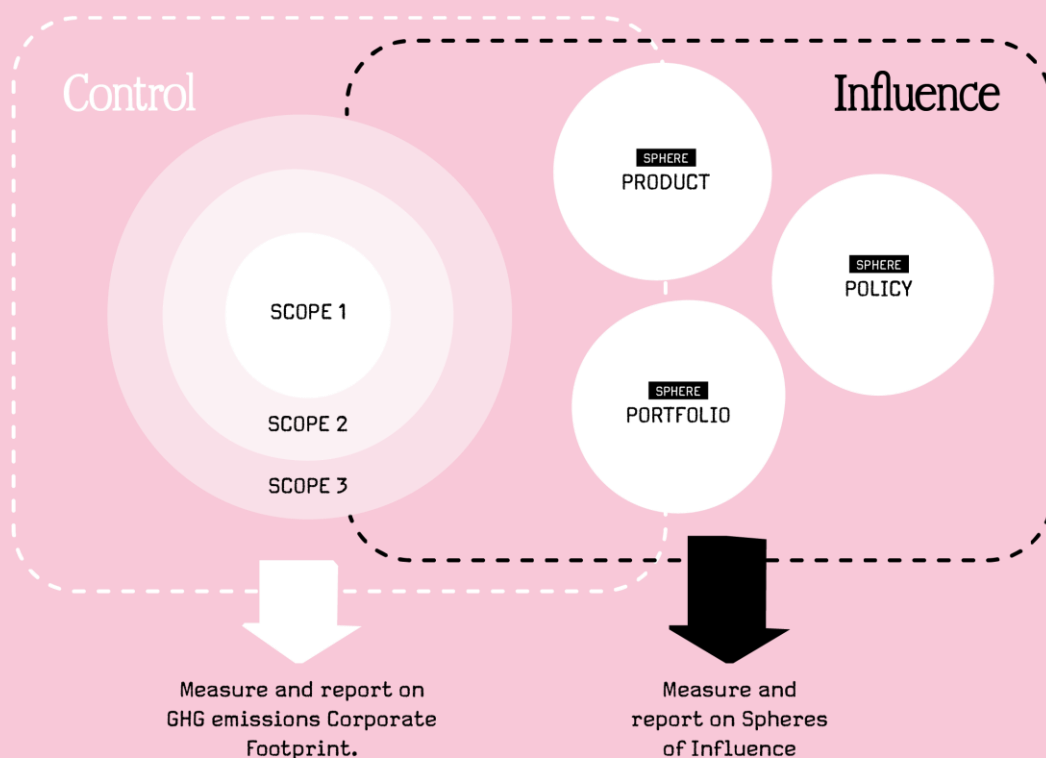 Control
Influence
SPHERE
PRODUCT
SPHERE
POLICY
SCOPE 1
SPHERE
PORTFOLIO
SCOPE 2
SCOPE 3
Measure and report on
GHG emissions Corporate
Footprint.
Measure and
report on Spheres
of Influence